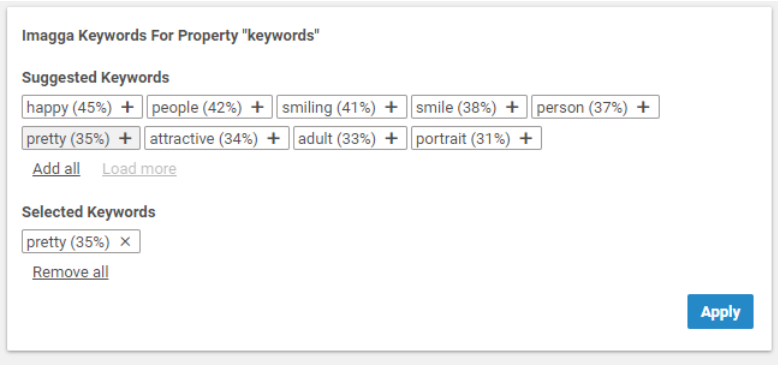 Imagga Keywords For Property "keywords"
Suggested Keywords
happy (45%) + people (42%) + smiling (41%) + smile (38%) + person (37%) +
pretty (35%) + attractive (34%) + adult (33%) + portrait (31%) +
Add all Load more
Selected Keywords
pretty (35%) ×
Remove all
Apply